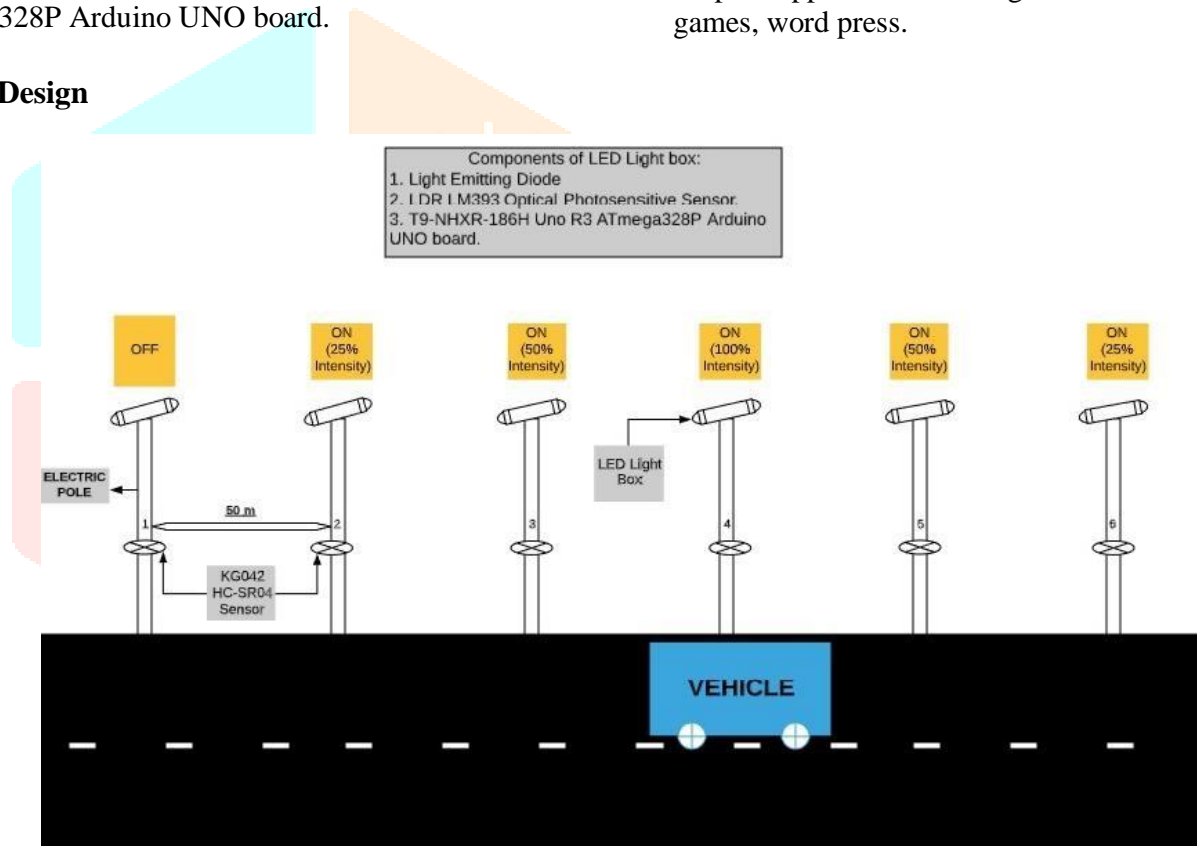 328P Arduino UNO board.
games, word press.
Design
Components of LED Light box:
1. Light Emitting Diode
2. LDR LM393 Optical Photosensitive Sensor.
3. T9-NHXR-186H Uno R3 ATmega328P Arduino
UNO board.
OFF
ON
(25%
Intensity)
ON
(50%
Intensity)
ON
(100%
Intensity)
ON
(50%
Intensity)
ON
(25%
Intensity)
ELECTRIC
POLE
LED Light
Box
1
50 m
2
3
4
5
6
KG042
HC-SR04
Sensor
VEHICLE